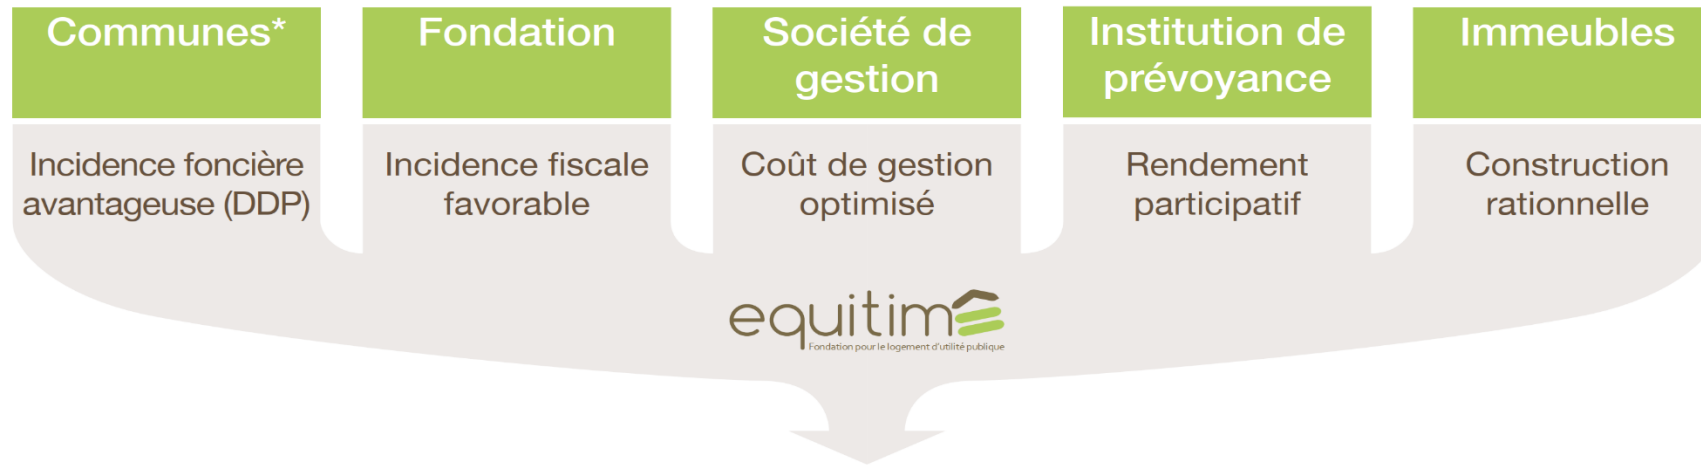 Communes*
Incidence foncière
avantageuse (DDP)
Fondation
Incidence fiscale
favorable
Société de
gestion
Coût de gestion
optimisé
Institution de
prévoyance
Rendement
participatif
Immeubles
Construction
rationnelle
equitim
Fondation pour le logement d'utilité publique